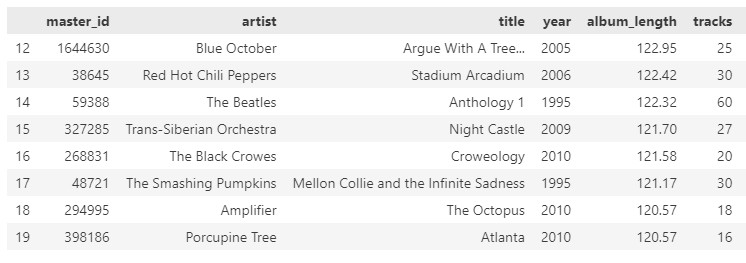 master_id artist title year album_length tracks
12 1644630 Blue October Argue With A Tree... 2005 122.95 25
13 38645 Red Hot Chili Peppers Stadium Arcadium 2006 122.42 30
14 59388 The Beatles Anthology 1 1995 122.32 60
15 327285 Trans-Siberian Orchestra Night Castle 2009 121.70 27
16 268831 The Black Crowes Croweology 2010 121.58 20
17 48721 The Smashing Pumpkins Mellon Collie and the Infinite Sadness 1995 121.17 30
18 294995 Amplifier The Octopus 2010 120.57 18
19 398186 Porcupine Tree Atlanta 2010 120.57 16